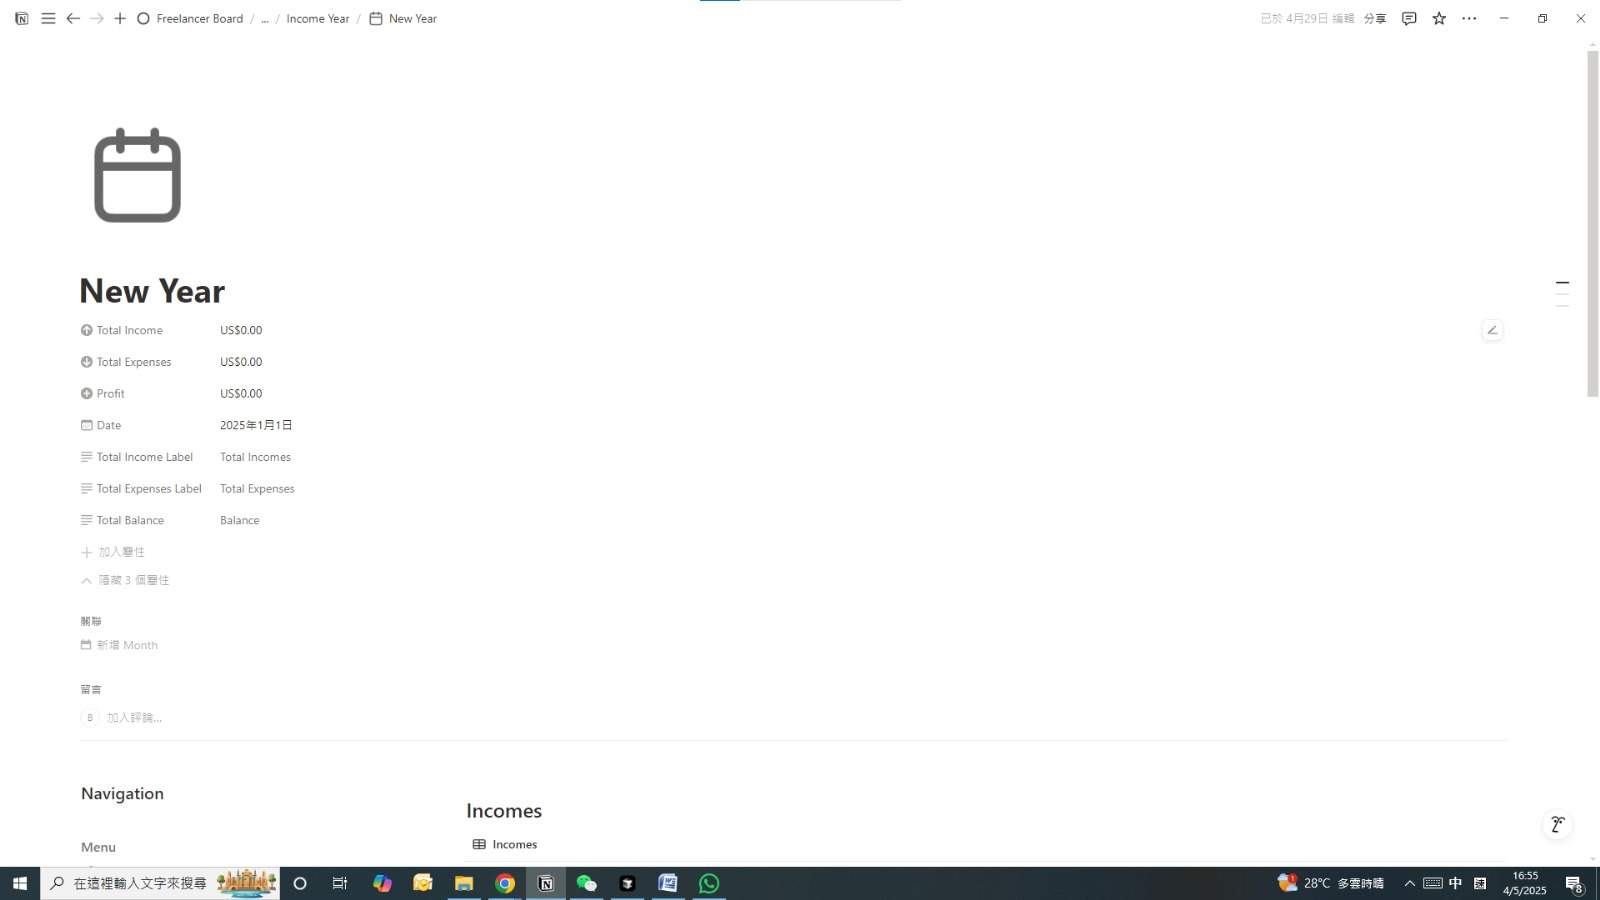 Freelancer Board / ... / Income Year / New Year
已於 4月29日 編輯 分享
New Year
Total Income US$0.00
Total Expenses US$0.00
Profit US$0.00
Date 2025年1月1日
Total Income Label Total Incomes
Total Expenses Label Total Expenses
Total Balance Balance
加入屬性
隱藏 3 個屬性
關聯
新增 Month
留言
B 加入評論...
Navigation
Incomes
Menu
Incomes
在這裡輸入文字來搜尋
1 28°C 多雲時晴
中 速
16:55
4/5/2025
8